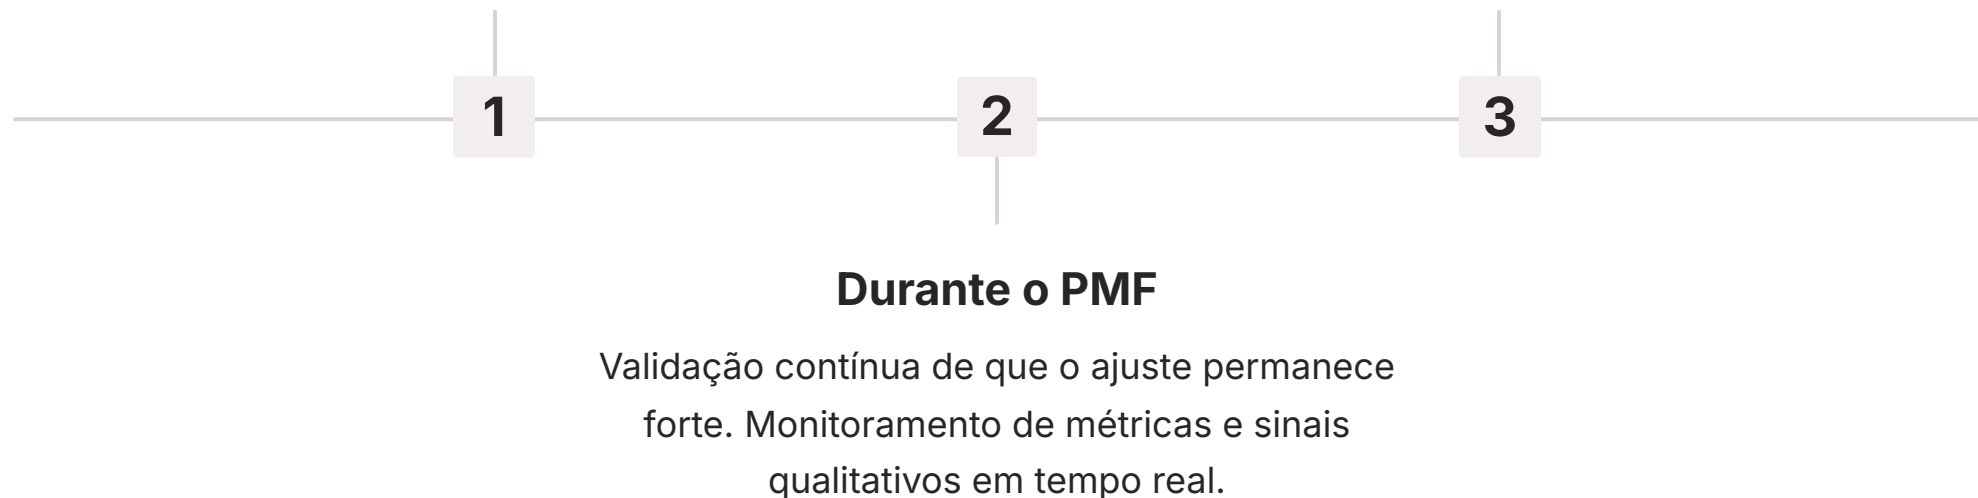 1
2
3
Durante o PMF
Validação contínua de que o ajuste permanece
forte. Monitoramento de métricas e sinais
qualitativos em tempo real.